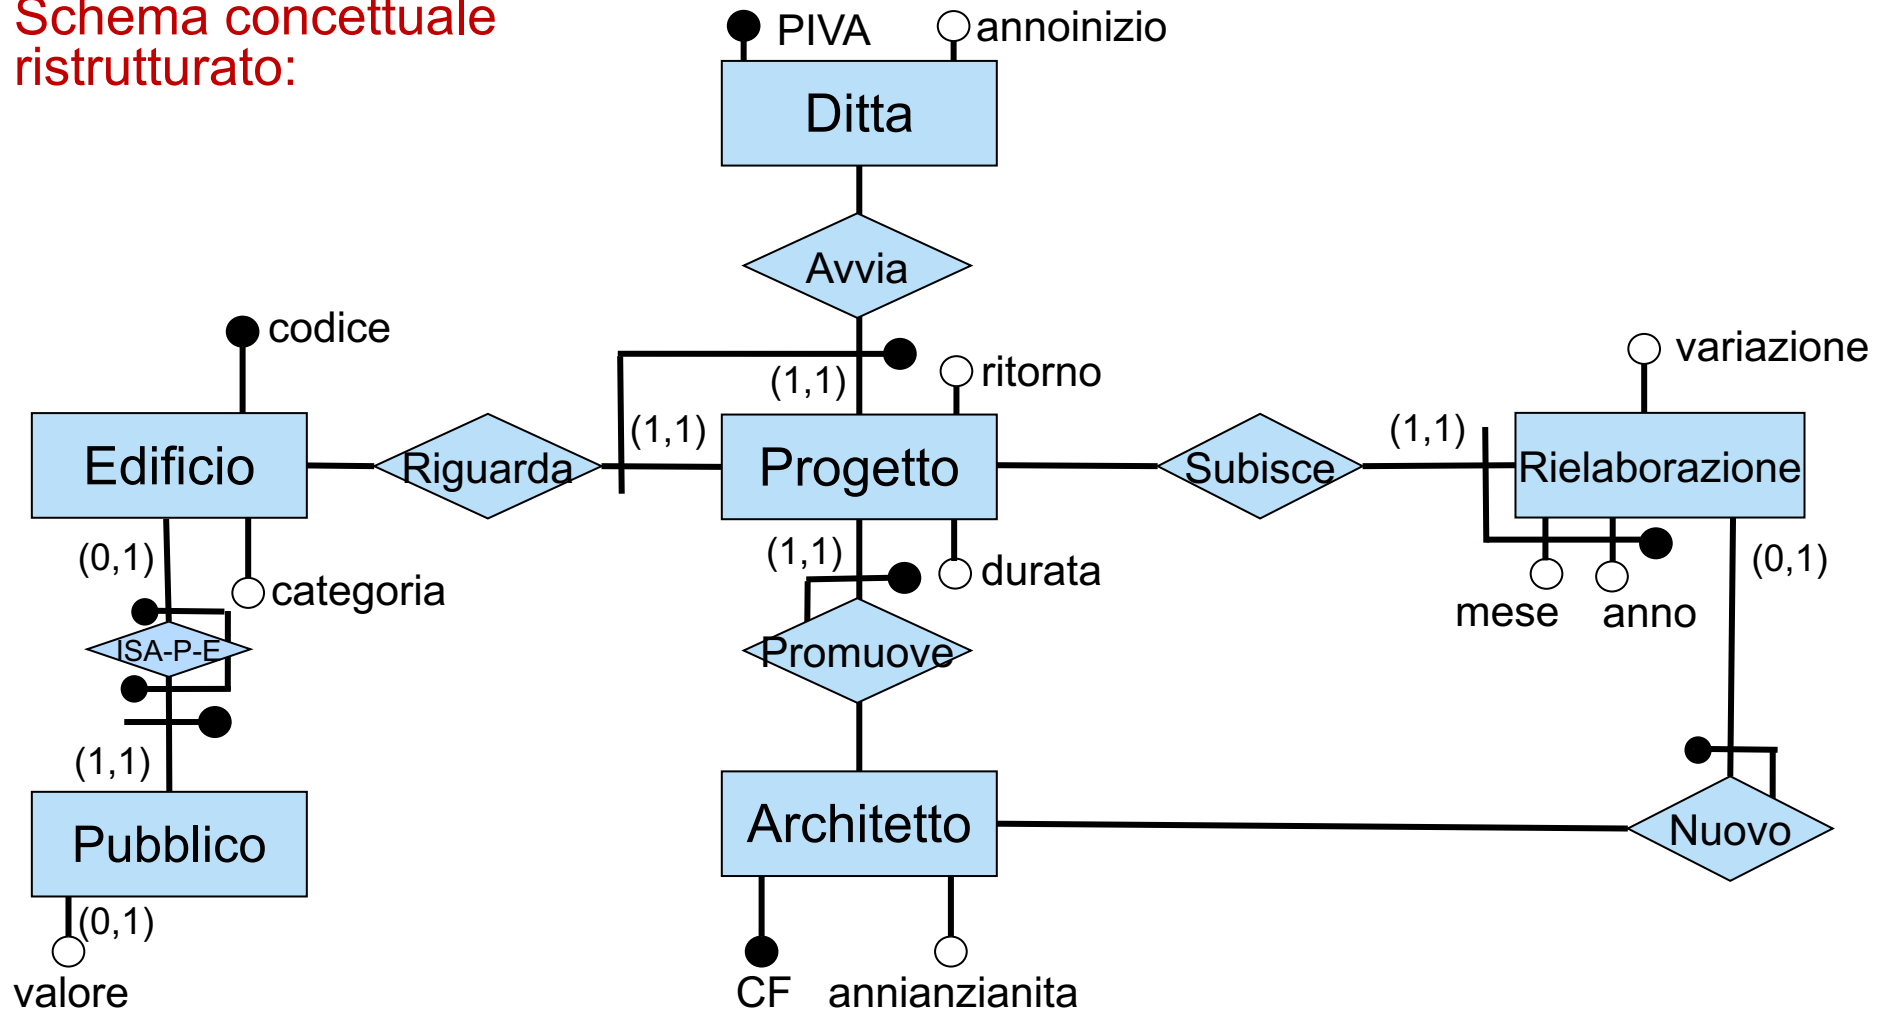 Schema concettuale
ristrutturato:
PIVA
annoinizio
Ditta
Avvia
codice
(1,1)
ritorno
variazione
Edificio
Riguarda
(1,1)
Progetto
Subisce
(1,1)
Rielaborazione
(0,1)
categoria
(1,1)
durata
mese
anno
(0,1)
ISA-P-E
Promuove
(1,1)
Pubblico
Architetto
Nuovo
(0,1)
valore
CF
annianzianita